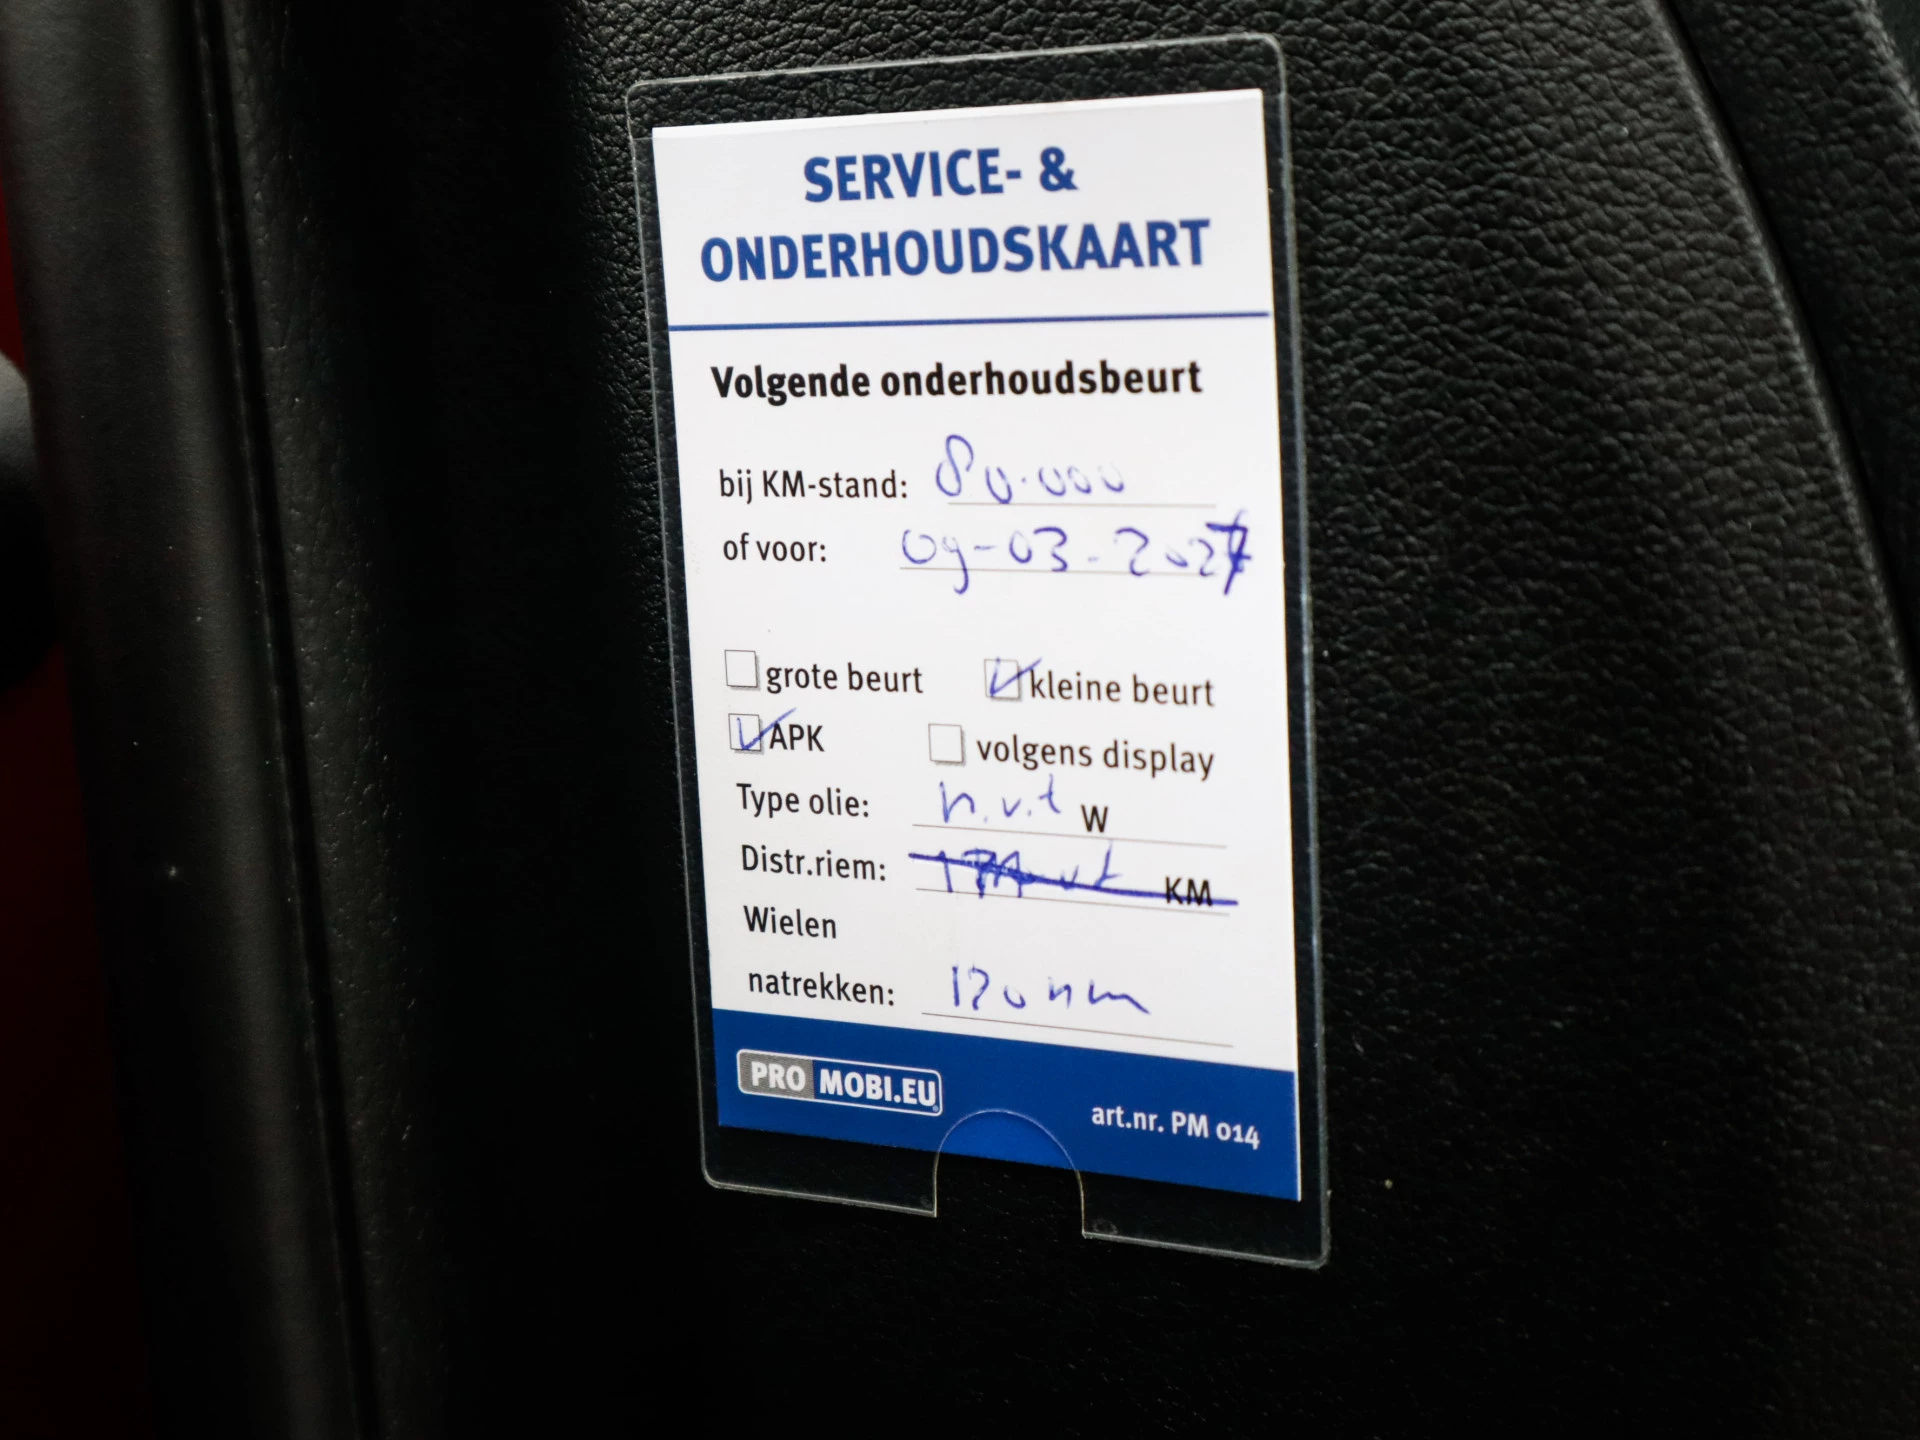 SERVICE- &
ONDERHOUDSKAART
Volgende onderhoudsbeurt
bij KM-stand: 80.000
of voor: 09-03-2027
grote beurt kleine beurt
APK volgens display
Type olie: n.v.t W
Distr.riem: KM
Wielen
natrekken: 120 nm
PRO MOBI.EU
art.nr. PM 014